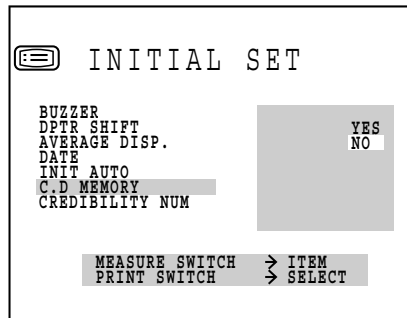 INITIAL SET
BUZZER
DPTR SHIFT
AVERAGE DISP.
DATE
INIT AUTO
C.D MEMORY
CREDIBILITY NUM
YES
NO
MEASURE SWITCH → ITEM
PRINT SWITCH → SELECT